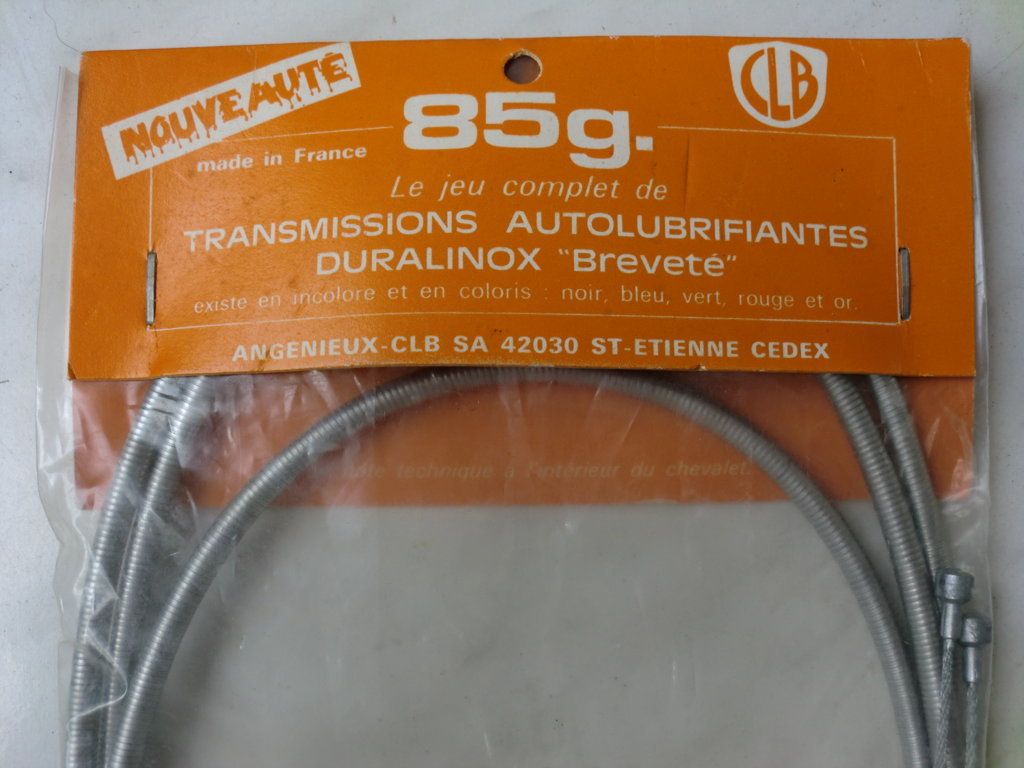 NOUVEAUTÉ
CLB
85g.
made in France
Le jeu complet de
TRANSMISSIONS AUTOLUBRIFIANTES
DURALINOX "Breveté"
existe en incolore et en coloris : noir, bleu, vert, rouge et or.
ANGENIEUX-CLB SA 42030 ST-ETIENNE CEDEX
technique à l'intérieur du chevalet.